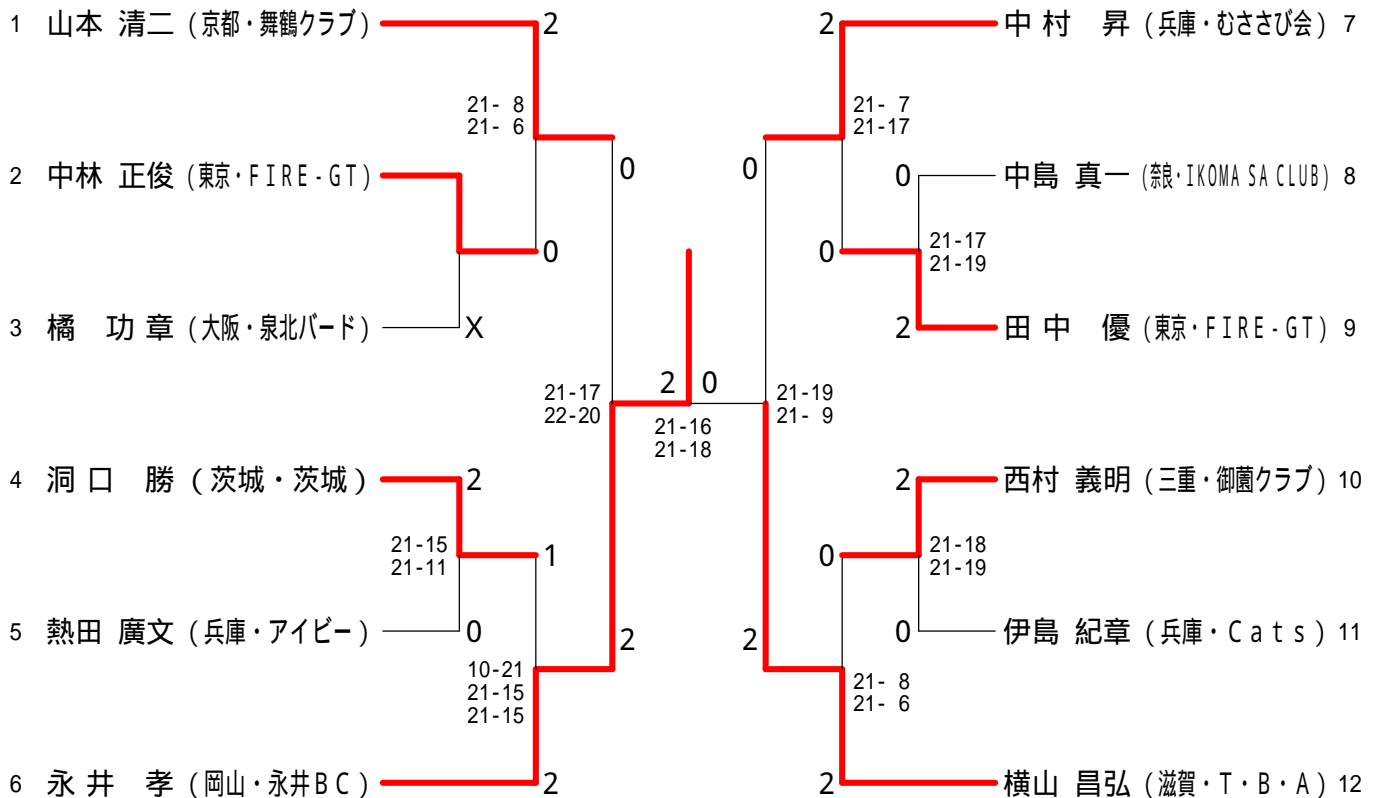 1 山本 清二 (京都・舞鶴クラブ) 2
2 中村 昇 (兵庫・むささび会) 7
21- 8
21- 6
21- 7
21-17
2 中林 正俊 (東京・FIRE-GT)
0
0
0 中島 真一 (奈良・IKOMA SA CLUB) 8
0
0
21-17
21-19
3 橘 功章 (大阪・泉北バード) X
2 田中 優 (東京・FIRE-GT) 9
21-17
22-20
2 0
21-16
21-18
21-19
21- 9
4 洞口 勝 (茨城・茨城) 2
2 西村 義明 (三重・御薗クラブ) 10
21-15
21-11
1
0
21-18
21-19
5 熱田 廣文 (兵庫・アイビー) 0
2
2
0 伊島 紀章 (兵庫・Cats) 11
10-21
21-15
21-15
21- 8
21- 6
6 永井 孝 (岡山・永井BC) 2
2 横山 昌弘 (滋賀・T・B・A) 12